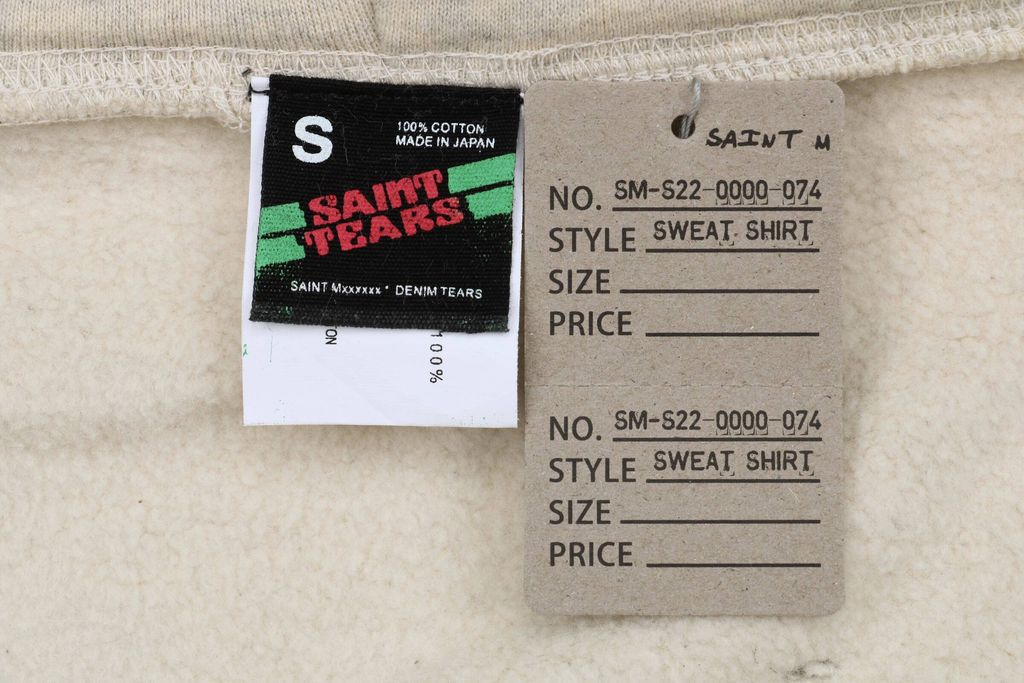 S
100% COTTON
MADE IN JAPAN
SAINT
TEARS
SAINT Mxxxxxx * DENIM TEARS
ON
100%
SAINT M
NO. SM-S22-0000-074
STYLE SWEAT SHIRT
SIZE
PRICE
NO. SM-S22-0000-074
STYLE SWEAT SHIRT
SIZE
PRICE